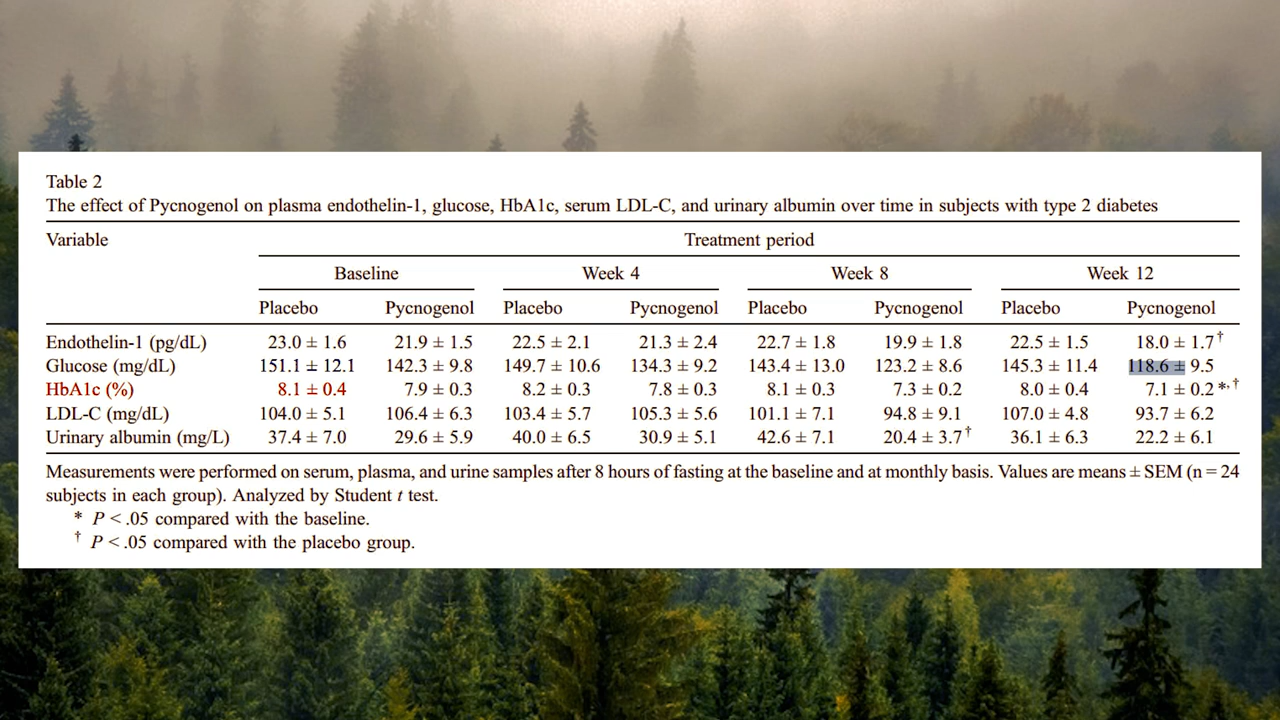 Table 2
The effect of Pycnogenol on plasma endothelin-1, glucose, HbA1c, serum LDL-C, and urinary albumin over time in subjects with type 2 diabetes
Variable Treatment period
Baseline Week 4 Week 8 Week 12
Placebo Pycnogenol Placebo Pycnogenol Placebo Pycnogenol Placebo Pycnogenol
Endothelin-1 (pg/dL) 23.0 ± 1.6 21.9 ± 1.5 22.5 ± 2.1 21.3 ± 2.4 22.7 ± 1.8 19.9 ± 1.8 22.5 ± 1.5 18.0 ± 1.7†
Glucose (mg/dL) 151.1 ± 12.1 142.3 ± 9.8 149.7 ± 10.6 134.3 ± 9.2 143.4 ± 13.0 123.2 ± 8.6 145.3 ± 11.4 118.6 ± 9.5
HbA1c (%) 8.1 ± 0.4 7.9 ± 0.3 8.2 ± 0.3 7.8 ± 0.3 8.1 ± 0.3 7.3 ± 0.2 8.0 ± 0.4 7.1 ± 0.2*,†
LDL-C (mg/dL) 104.0 ± 5.1 106.4 ± 6.3 103.4 ± 5.7 105.3 ± 5.6 101.1 ± 7.1 94.8 ± 9.1 107.0 ± 4.8 93.7 ± 6.2
Urinary albumin (mg/L) 37.4 ± 7.0 29.6 ± 5.9 40.0 ± 6.5 30.9 ± 5.1 42.6 ± 7.1 20.4 ± 3.7† 36.1 ± 6.3 22.2 ± 6.1
Measurements were performed on serum, plasma, and urine samples after 8 hours of fasting at the baseline and at monthly basis. Values are means ± SEM (n = 24
subjects in each group). Analyzed by Student t test.
* P < .05 compared with the baseline.
† P < .05 compared with the placebo group.